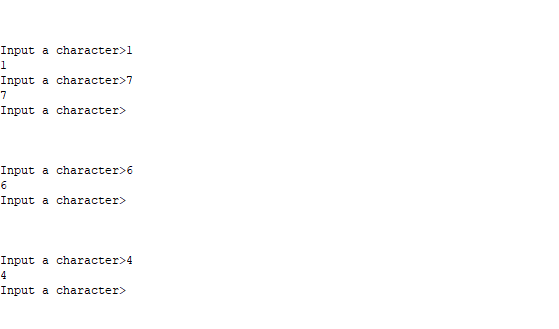 Input a character>1
1
Input a character>7
7
Input a character>
Input a character>6
6
Input a character>
Input a character>4
4
Input a character>